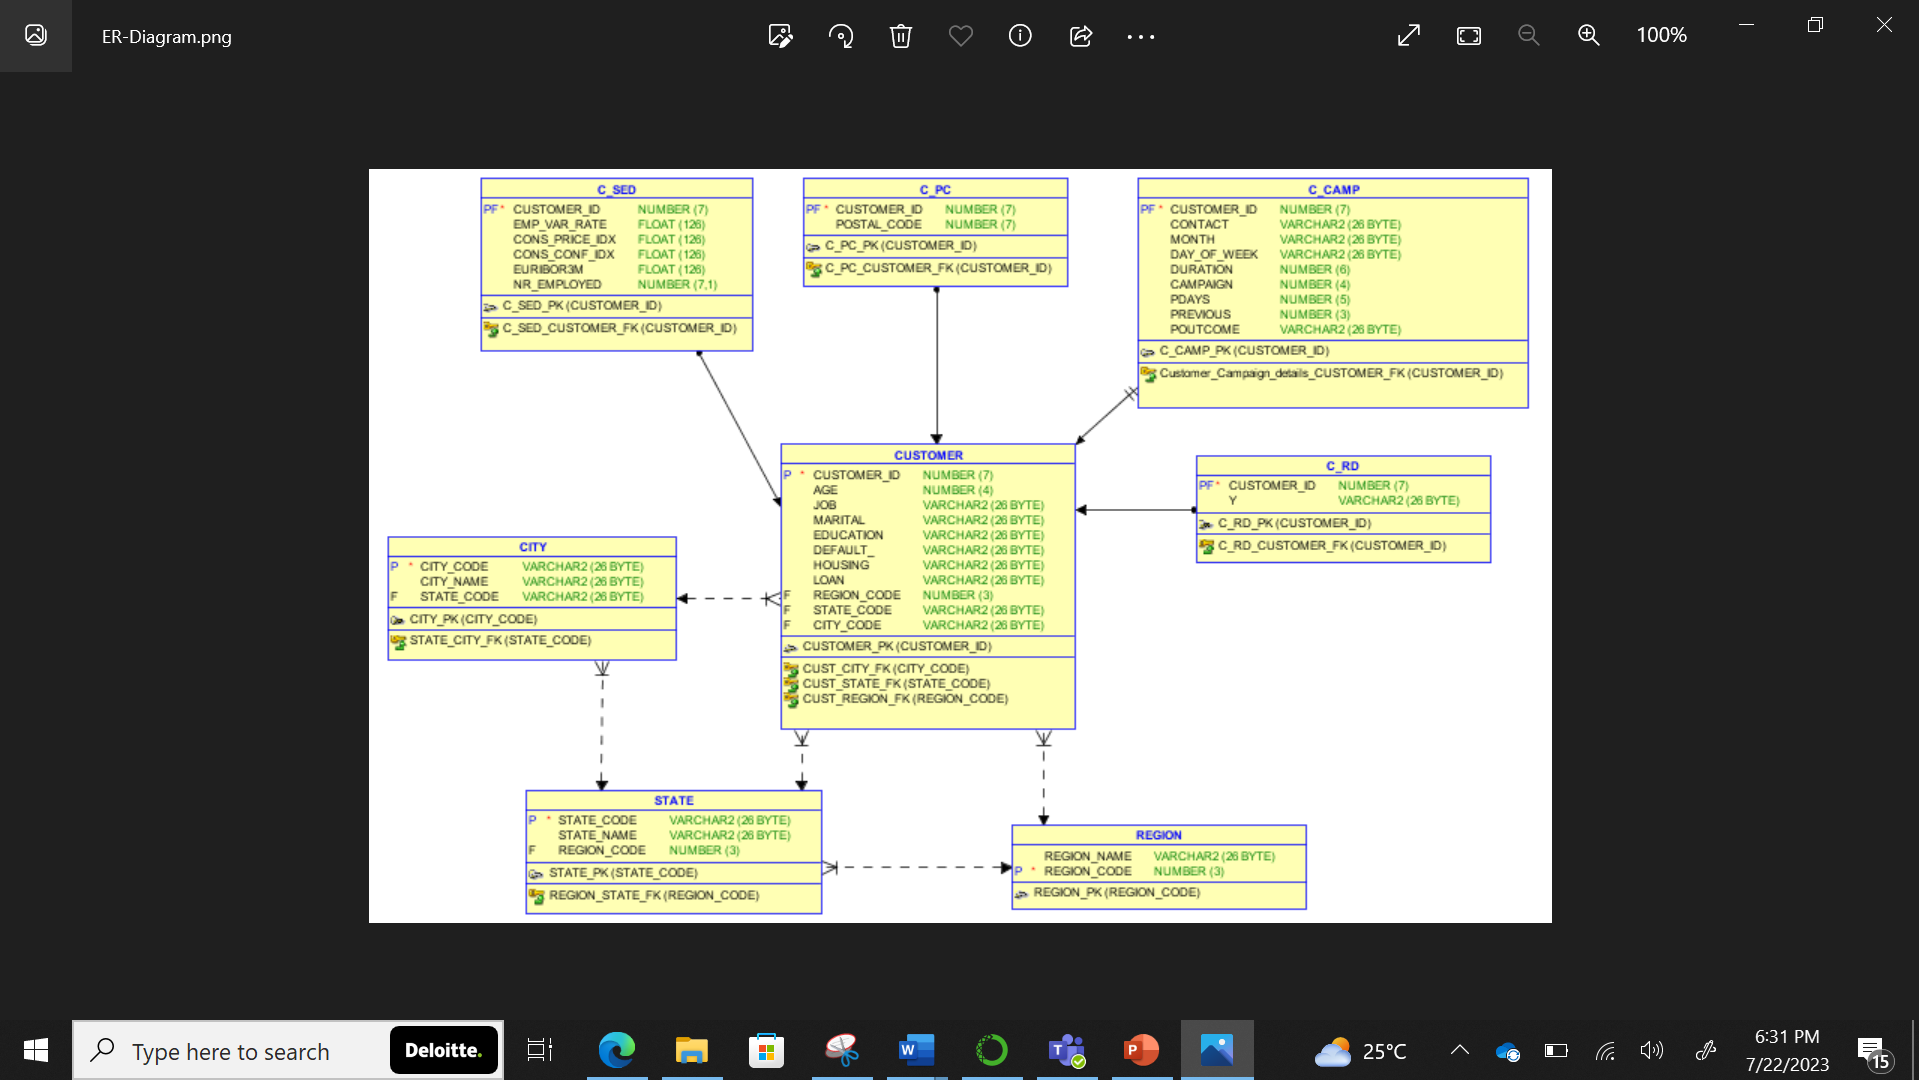 ER-Diagram.png
100%
C_SED
PF * CUSTOMER_ID NUMBER (7)
EMP_VAR_RATE FLOAT (126)
CONS_PRICE_IDX FLOAT (126)
CONS_CONF_IDX FLOAT (126)
EURIBOR3M FLOAT (126)
NR_EMPLOYED NUMBER (7,1)
C_SED_PK (CUSTOMER_ID)
C_SED_CUSTOMER_FK (CUSTOMER_ID)
C_PC
PF * CUSTOMER_ID NUMBER (7)
POSTAL_CODE NUMBER (7)
C_PC_PK (CUSTOMER_ID)
C_PC_CUSTOMER_FK (CUSTOMER_ID)
C_CAMP
PF * CUSTOMER_ID NUMBER (7)
CONTACT VARCHAR2 (26 BYTE)
MONTH VARCHAR2 (26 BYTE)
DAY_OF_WEEK VARCHAR2 (26 BYTE)
DURATION NUMBER (6)
CAMPAIGN NUMBER (4)
PDAYS NUMBER (5)
PREVIOUS NUMBER (3)
POUTCOME VARCHAR2 (26 BYTE)
C_CAMP_PK (CUSTOMER_ID)
Customer_Campaign_details_CUSTOMER_FK (CUSTOMER_ID)
CUSTOMER
P * CUSTOMER_ID NUMBER (7)
AGE NUMBER (4)
JOB VARCHAR2 (26 BYTE)
MARITAL VARCHAR2 (26 BYTE)
EDUCATION VARCHAR2 (26 BYTE)
DEFAULT_ VARCHAR2 (26 BYTE)
HOUSING VARCHAR2 (26 BYTE)
LOAN VARCHAR2 (26 BYTE)
F REGION_CODE NUMBER (3)
F STATE_CODE VARCHAR2 (26 BYTE)
F CITY_CODE VARCHAR2 (26 BYTE)
CUSTOMER_PK (CUSTOMER_ID)
CUST_CITY_FK (CITY_CODE)
CUST_STATE_FK (STATE_CODE)
CUST_REGION_FK (REGION_CODE)
C_RD
PF * CUSTOMER_ID NUMBER (7)
Y VARCHAR2 (26 BYTE)
C_RD_PK (CUSTOMER_ID)
C_RD_CUSTOMER_FK (CUSTOMER_ID)
CITY
P * CITY_CODE VARCHAR2 (26 BYTE)
CITY_NAME VARCHAR2 (26 BYTE)
F STATE_CODE VARCHAR2 (26 BYTE)
CITY_PK (CITY_CODE)
STATE_CITY_FK (STATE_CODE)
STATE
P * STATE_CODE VARCHAR2 (26 BYTE)
STATE_NAME VARCHAR2 (26 BYTE)
F REGION_CODE NUMBER (3)
STATE_PK (STATE_CODE)
REGION_STATE_FK (REGION_CODE)
REGION
REGION_NAME VARCHAR2 (26 BYTE)
P * REGION_CODE NUMBER (3)
REGION_PK (REGION_CODE)
Type here to search
Deloitte.
W
T
P
25°C
6:31 PM
7/22/2023
15